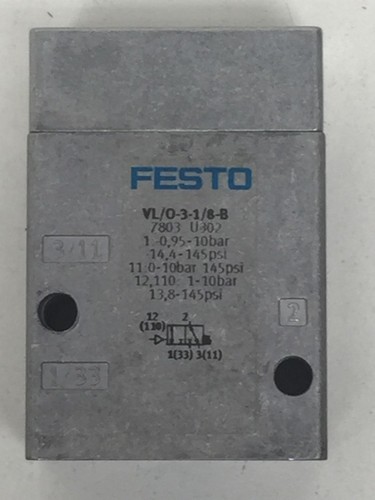 FESTO
VL/O-3-1/8-B
7803 U302
1 -0,95-10bar
-14,4-145psi
11,0-10bar 145psi
12,110: 1-10bar
13,8-145psi
3/11
2
12
(110)
2
1(33) 3(11)
1/33